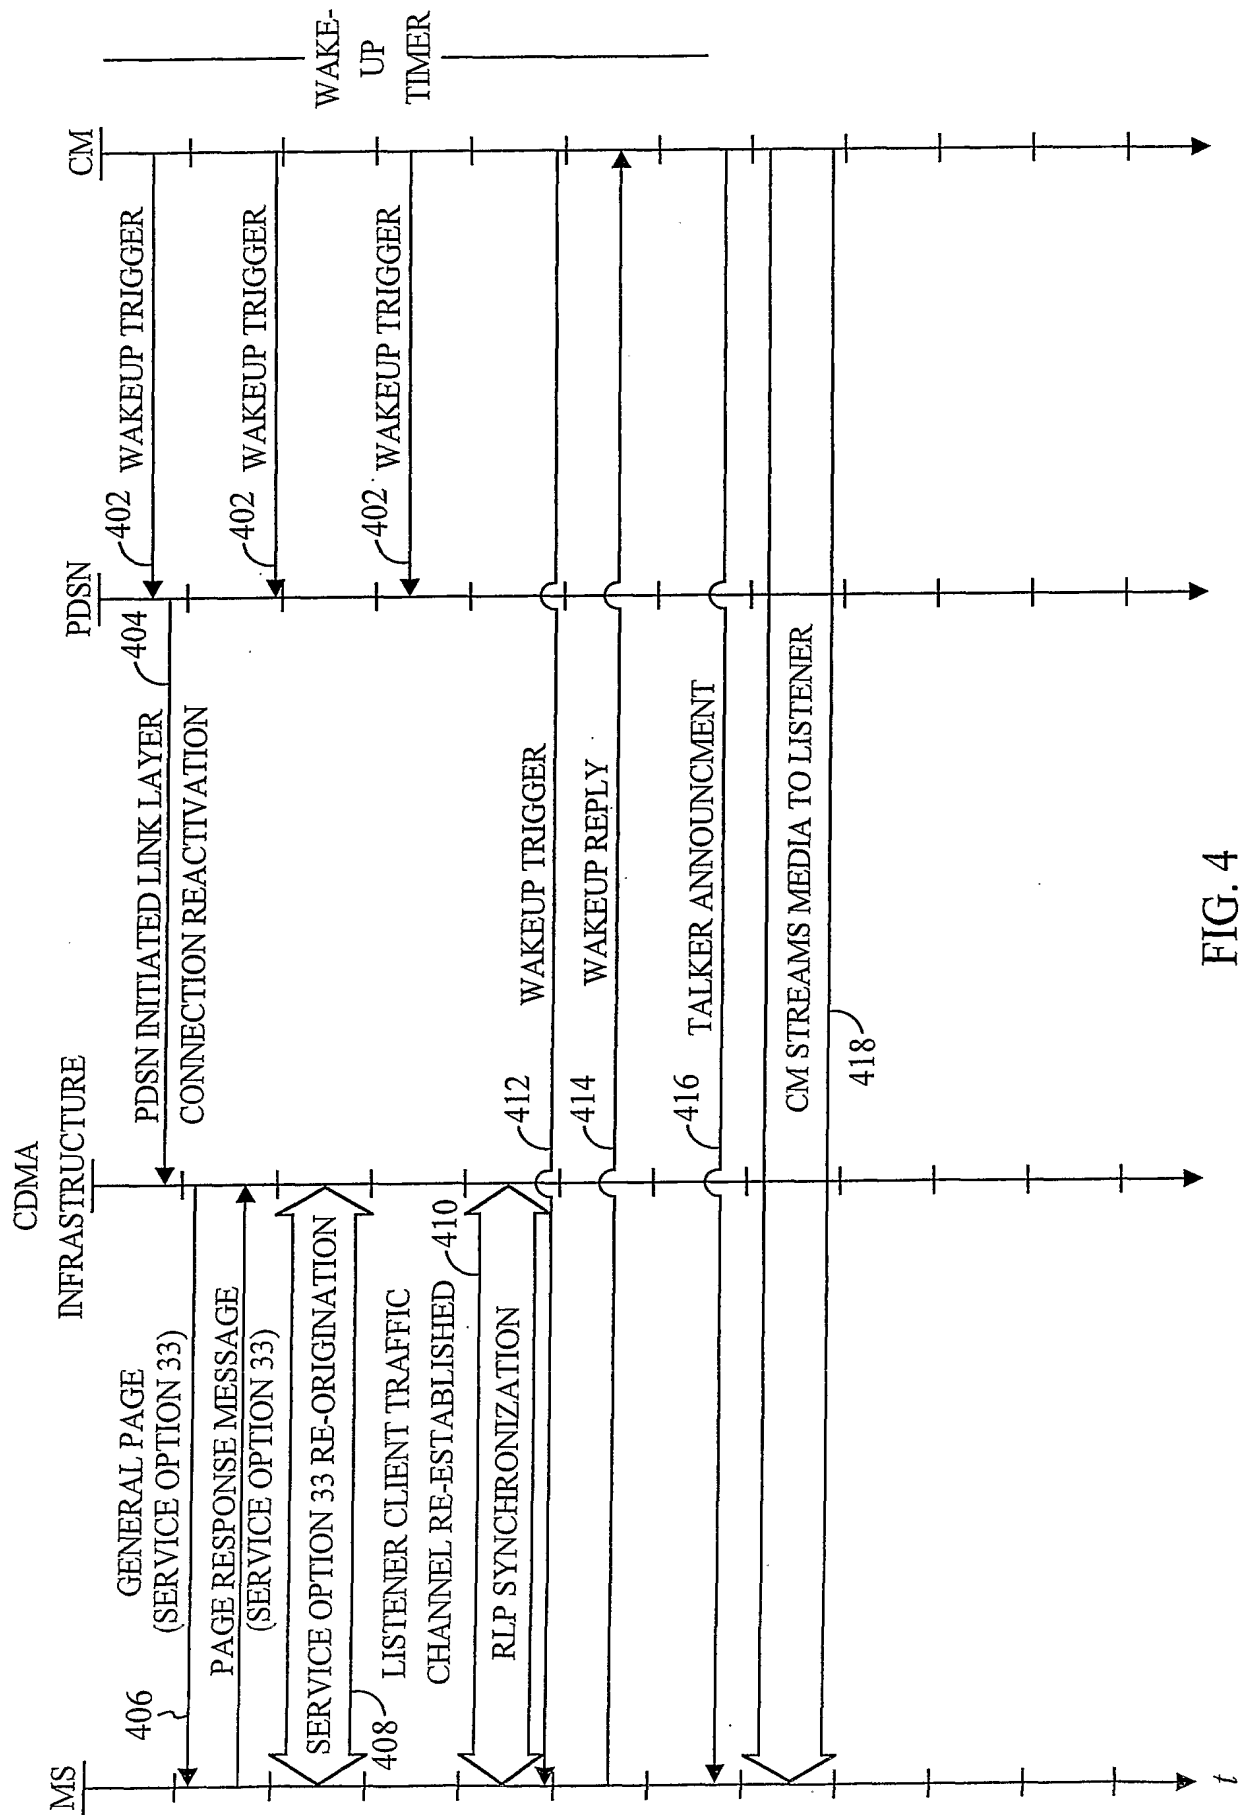 MS
CDMA
INFRASTRUCTURE
PDSN
CM
402
WAKEUP TRIGGER
404
PDSN INITIATED LINK LAYER
CONNECTION REACTIVATION
406
GENERAL PAGE
(SERVICE OPTION 33)
PAGE RESPONSE MESSAGE
(SERVICE OPTION 33)
402
WAKEUP TRIGGER
SERVICE OPTION 33 RE-ORIGINATION
408
402
WAKEUP TRIGGER
WAKE-
UP
TIMER
LISTENER CLIENT TRAFFIC
CHANNEL RE-ESTABLISHED
410
RLP SYNCHRONIZATION
412
WAKEUP TRIGGER
414
WAKEUP REPLY
416
TALKER ANNOUNCMENT
CM STREAMS MEDIA TO LISTENER
418
t
FIG. 4